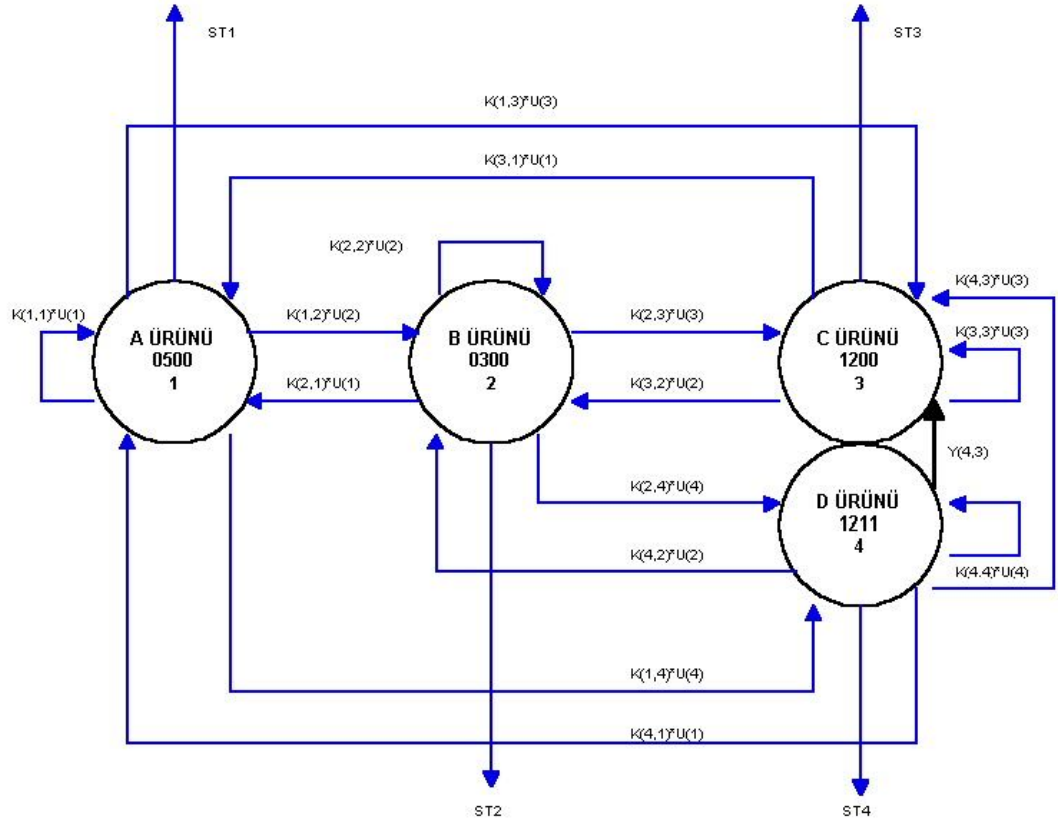 ST1
ST3
K(1,3)*U(3)
K(3,1)*U(1)
K(2,2)*U(2)
K(4,3)*U(3)
K(1,1)*U(1)
A ÜRÜNÜ
0500
1
K(1,2)*U(2)
B ÜRÜNÜ
0300
2
K(2,3)*U(3)
C ÜRÜNÜ
1200
3
K(3,3)*U(3)
K(2,1)*U(1)
K(3,2)*U(2)
Y(4,3)
K(2,4)*U(4)
D ÜRÜNÜ
1211
4
K(4,2)*U(2)
K(4.4)*U(4)
K(1,4)*U(4)
K(4,1)*U(1)
ST2
ST4